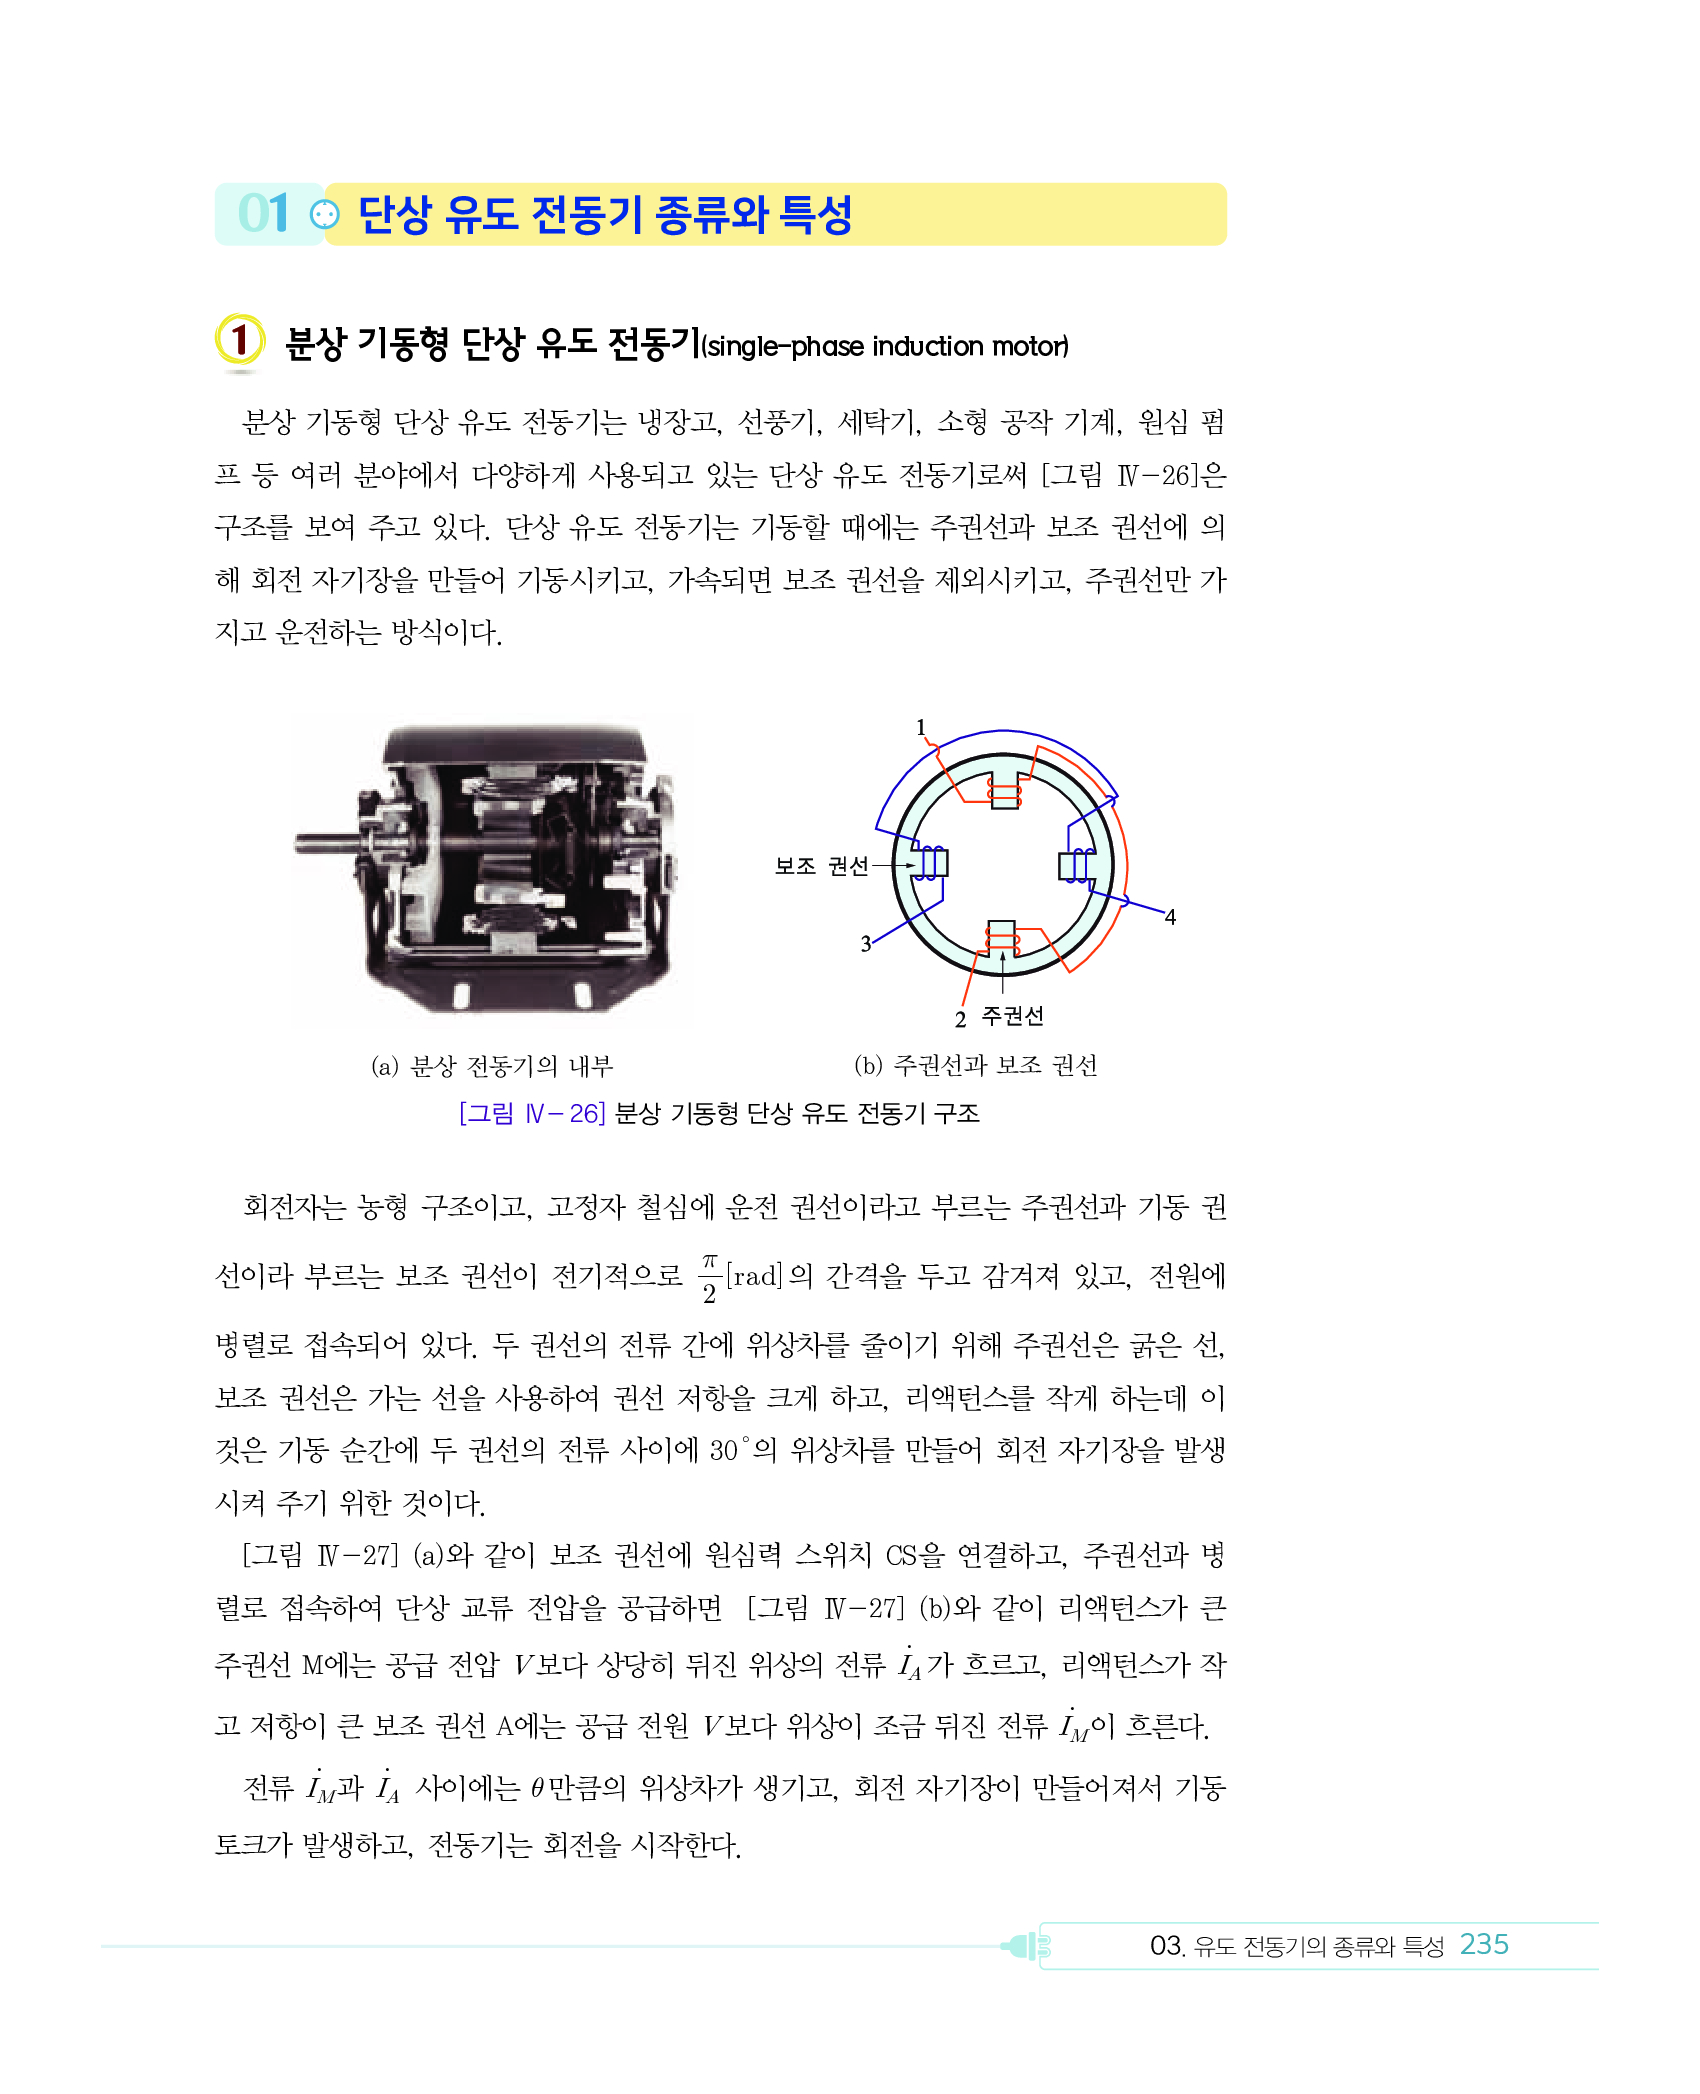 01 단상 유도 전동기 종류와 특성
1 분상 기동형 단상 유도 전동기(single-phase induction motor)
분상 기동형 단상 유도 전동기는 냉장고, 선풍기, 세탁기, 소형 공작 기계, 원심 펌
프 등 여러 분야에서 다양하게 사용되고 있는 단상 유도 전동기로써 [그림 Ⅳ-26]은
구조를 보여 주고 있다. 단상 유도 전동기는 기동할 때에는 주권선과 보조 권선에 의
해 회전 자기장을 만들어 기동시키고, 가속되면 보조 권선을 제외시키고, 주권선만 가
지고 운전하는 방식이다.
1
보조 권선
3
4
2 주권선
(a) 분상 전동기의 내부
(b) 주권선과 보조 권선
[그림 Ⅳ-26] 분상 기동형 단상 유도 전동기 구조
회전자는 농형 구조이고, 고정자 철심에 운전 권선이라고 부르는 주권선과 기동 권
선이라 부르는 보조 권선이 전기적으로 π/2[rad]의 간격을 두고 감겨져 있고, 전원에
병렬로 접속되어 있다. 두 권선의 전류 간에 위상차를 줄이기 위해 주권선은 굵은 선,
보조 권선은 가는 선을 사용하여 권선 저항을 크게 하고, 리액턴스를 작게 하는데 이
것은 기동 순간에 두 권선의 전류 사이에 30°의 위상차를 만들어 회전 자기장을 발생
시켜 주기 위한 것이다.
[그림 Ⅳ-27] (a)와 같이 보조 권선에 원심력 스위치 CS을 연결하고, 주권선과 병
렬로 접속하여 단상 교류 전압을 공급하면 [그림 Ⅳ-27] (b)와 같이 리액턴스가 큰
주권선 M에는 공급 전압 V보다 상당히 뒤진 위상의 전류 İ_A가 흐르고, 리액턴스가 작
고 저항이 큰 보조 권선 A에는 공급 전원 V보다 위상이 조금 뒤진 전류 İ_M이 흐른다.
전류 İ_M과 İ_A 사이에는 θ만큼의 위상차가 생기고, 회전 자기장이 만들어져서 기동
토크가 발생하고, 전동기는 회전을 시작한다.
03. 유도 전동기의 종류와 특성 235